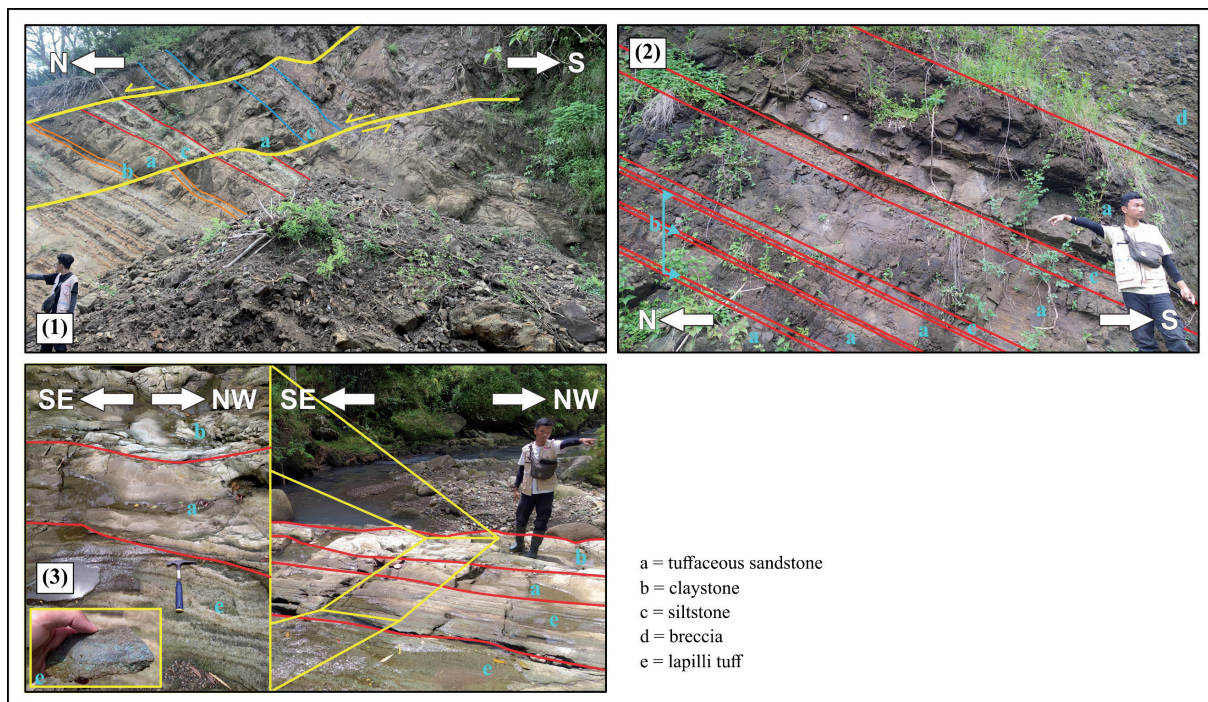 N
S
a
c
b
a
c
(1)
(2)
d
a
b
c
a
c
N
S
a
a
a
SE
NW
b
a
(3)
e
e
SE
NW
b
a
e
e
a = tuffaceous sandstone
b = claystone
c = siltstone
d = breccia
e = lapilli tuff